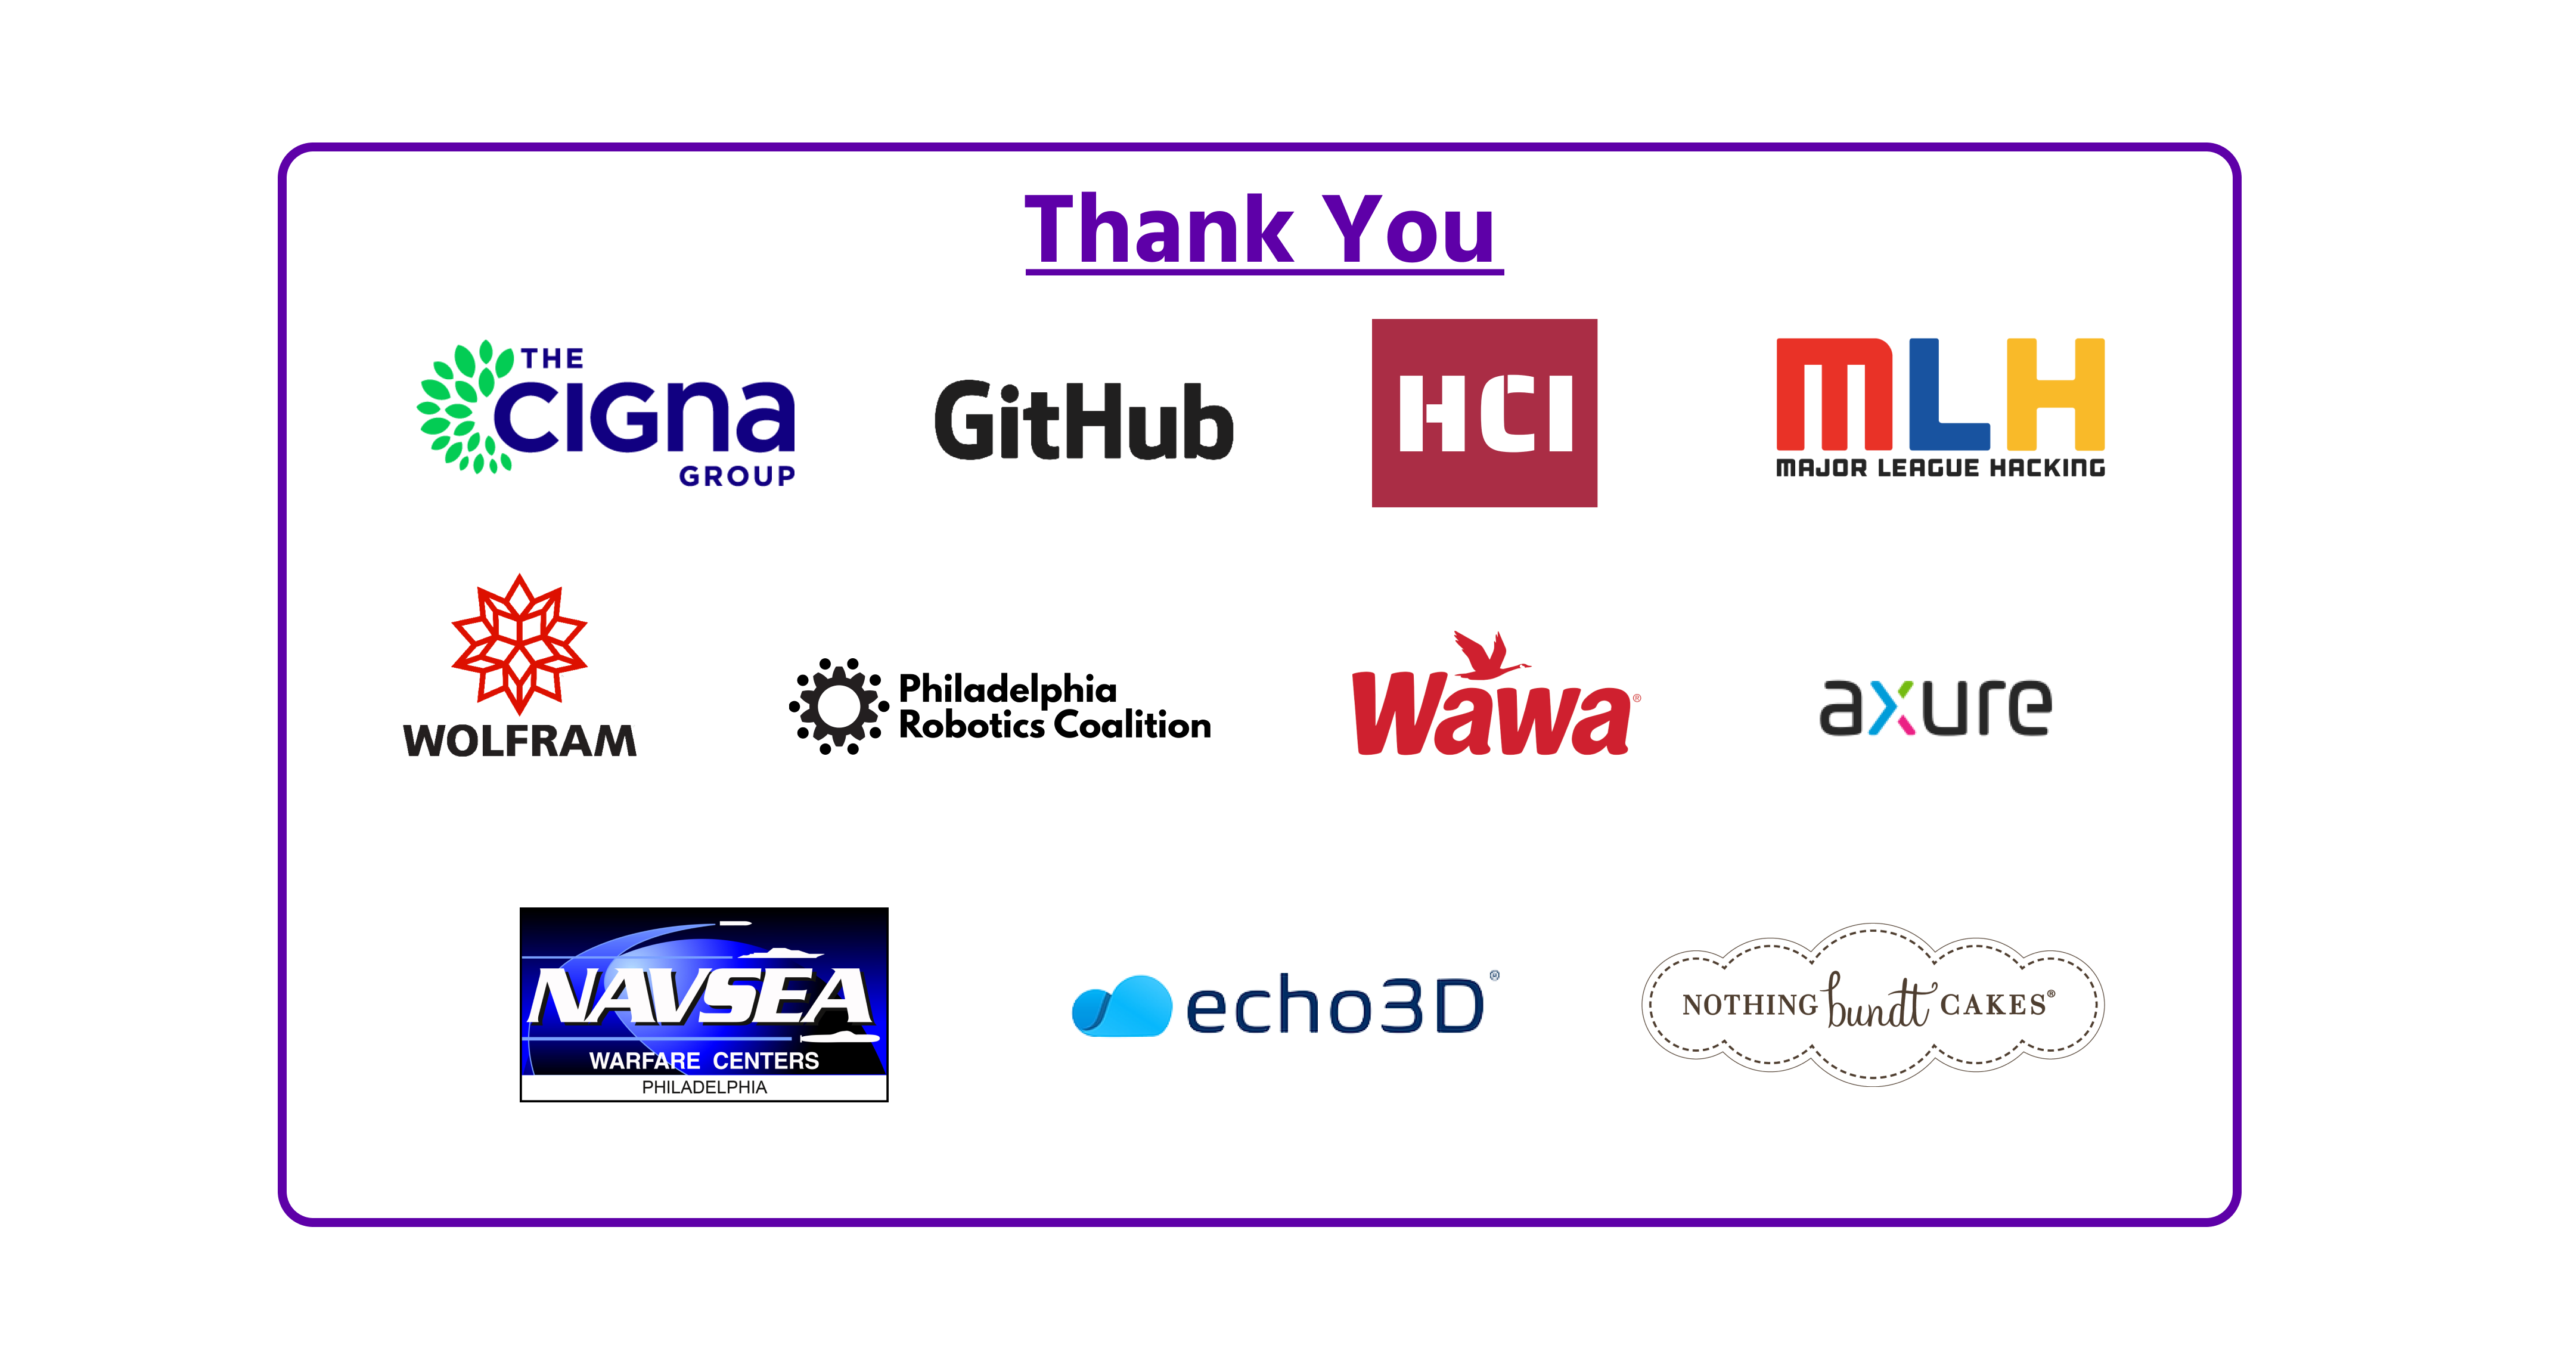 Thank You
THE
cigna
GROUP
GitHub
HCI
MLH
MAJOR LEAGUE HACKING
WOLFRAM
Philadelphia
Robotics Coalition
Wawa®
axure
NAVSEA
WARFARE CENTERS
PHILADELPHIA
echo3D®
NOTHING bundt CAKES®